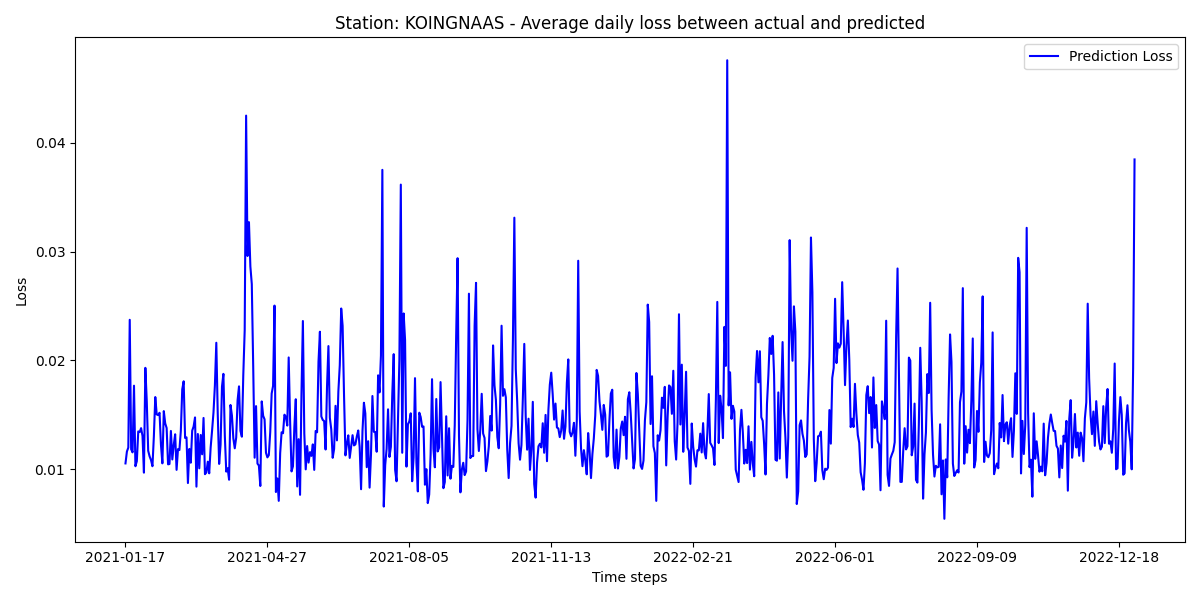 Station: KOINGNAAS - Average daily loss between actual and predicted
Prediction Loss
Loss
0.04
0.03
0.02
0.01
2021-01-17 2021-04-27 2021-08-05 2021-11-13 2022-02-21 2022-06-01 2022-09-09 2022-12-18
Time steps